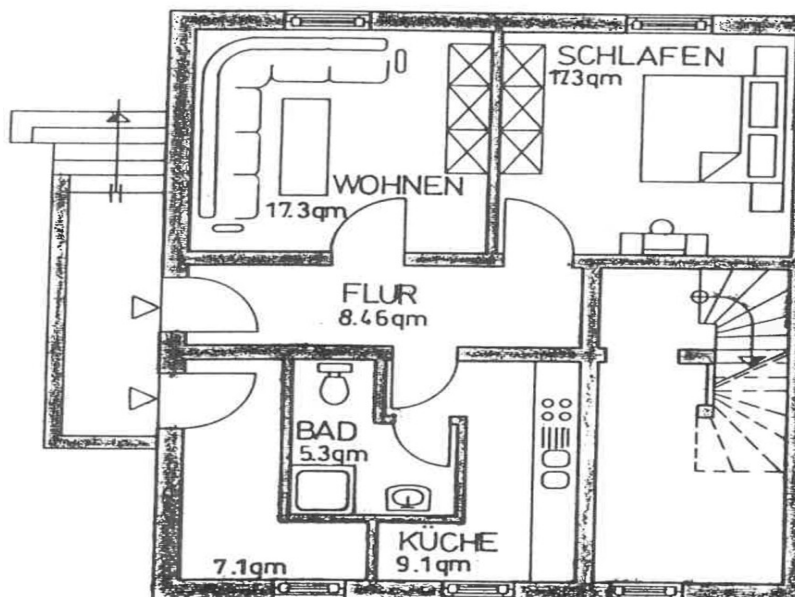 SCHLAFEN
17.3qm
WOHNEN
17.3qm
FLUR
8.46qm
BAD
5.3qm
KÜCHE
9.1qm
7.1qm